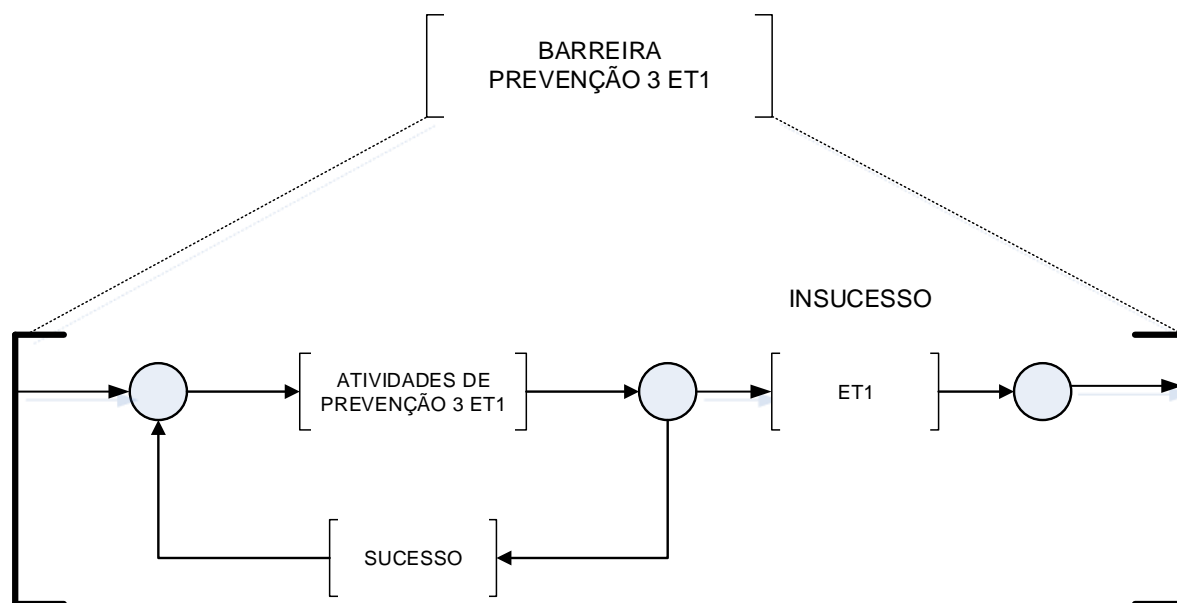 BARREIRA
PREVENÇÃO 3 ET1
INSUCESSO
ATIVIDADES DE
PREVENÇÃO 3 ET1
ET1
SUCESSO